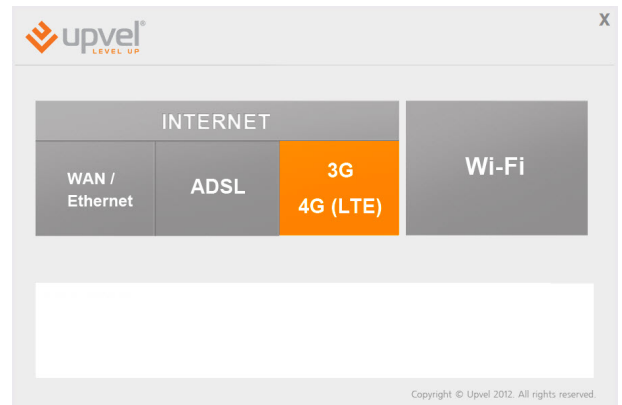 X
upvel®
LEVEL UP
INTERNET
WAN /
Ethernet
ADSL
3G
4G (LTE)
Wi-Fi
Copyright © Upvel 2012. All rights reserved.